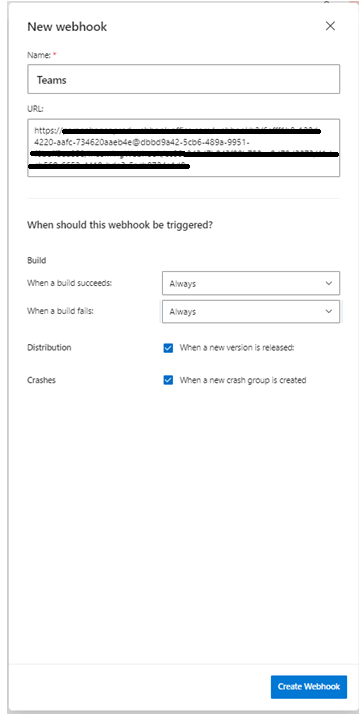 New webhook
Name: *
Teams
URL:
https://
4220-aafc-734620aaeb4e@dbbd9a42-5cb6-489a-9951-
When should this webhook be triggered?
Build
When a build succeeds: Always
When a build fails: Always
Distribution When a new version is released:
Crashes When a new crash group is created
Create Webhook